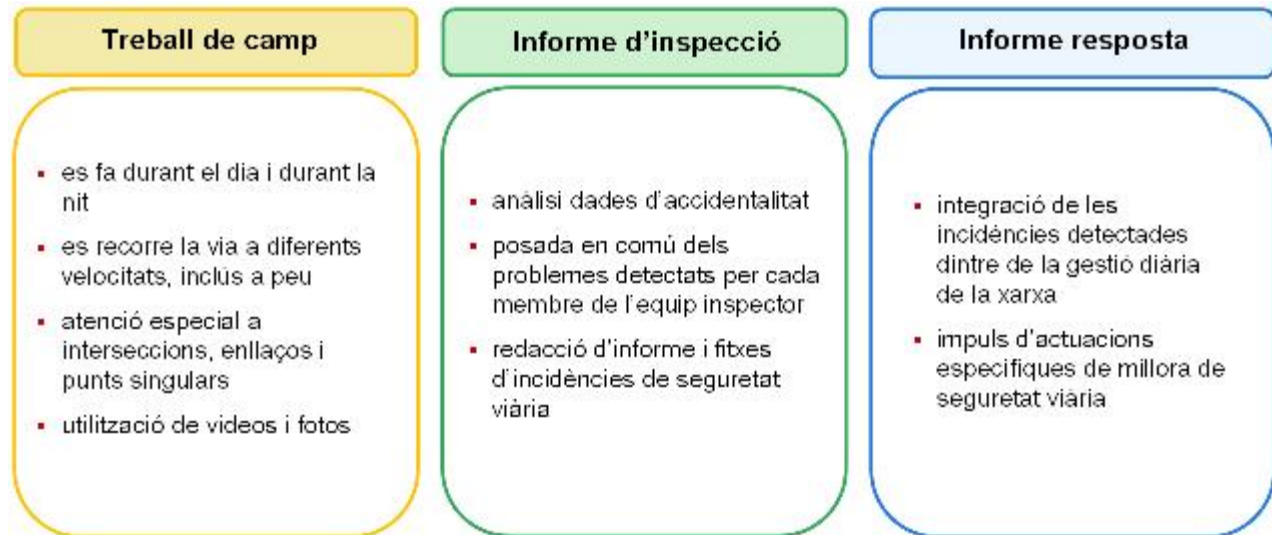 Treball de camp
es fa durant el dia i durant la
nit
es recorre la via a diferents
velocitats, inclús a peu
atenció especial a
interseccions, enllaços i
punts singulars
utilització de videos i fotos
Informe d'inspecció
anàlisi dades d'accidentalitat
posada en comú dels
problemes detectats per cada
membre de l'equip inspector
redacció d'informe i fitxes
d'incidències de seguretat
viària
Informe resposta
integració de les
incidències detectades
dintre de la gestió diària
de la xarxa
impuls d'actuacions
especifiques de millora de
seguretat viària